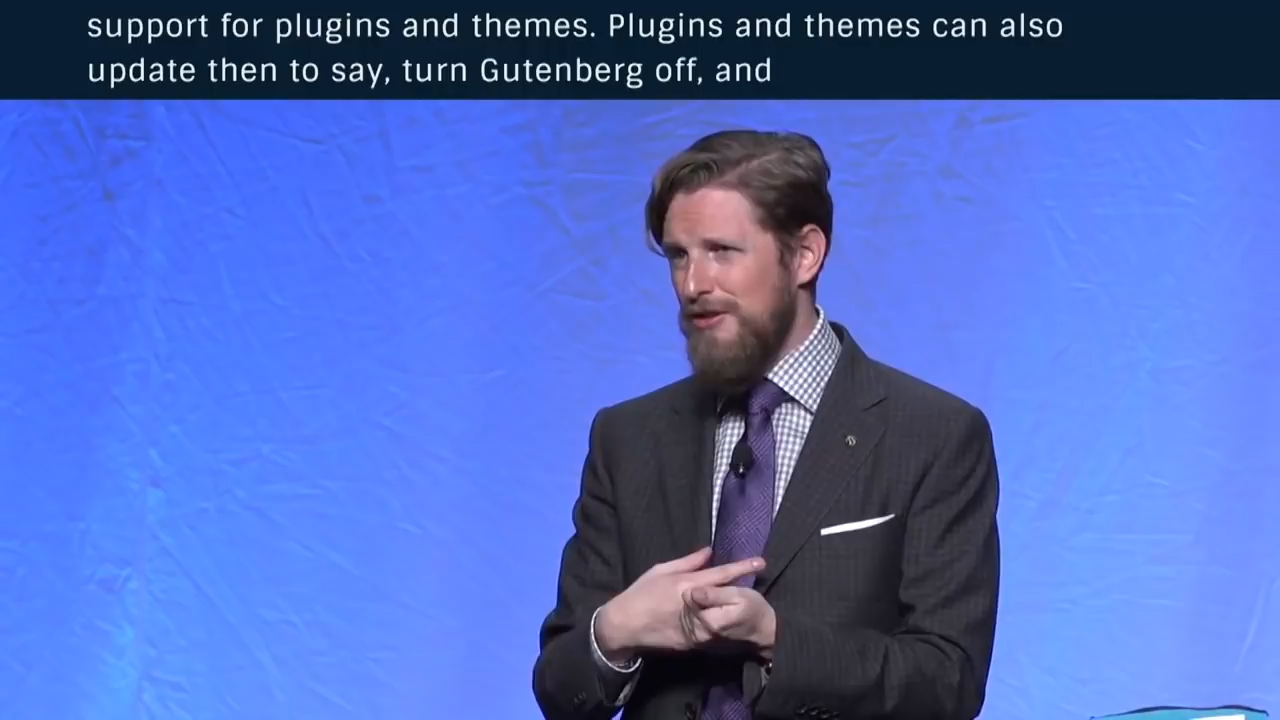 support for plugins and themes. Plugins and themes can also
update then to say, turn Gutenberg off, and